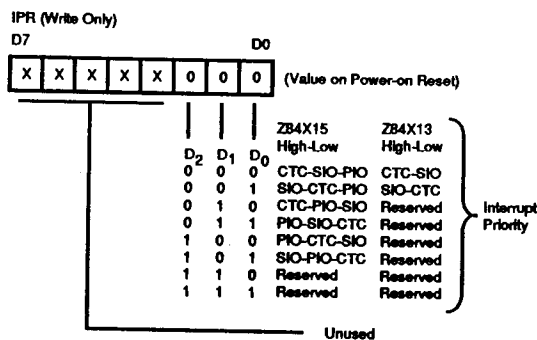 IPR (Write Only)
D7 D0
X X X X X 0 0 0 (Value on Power-on Reset)
Z84X15 Z84X13
High-Low High-Low
D2 D1 D0
0 0 0 CTC-SIO-PIO CTC-SIO
0 0 1 SIO-CTC-PIO SIO-CTC
0 1 0 CTC-PIO-SIO Reserved
0 1 1 PIO-SIO-CTC Reserved
1 0 0 PIO-CTC-SIO Reserved
1 0 1 SIO-PIO-CTC Reserved
1 1 0 Reserved Reserved
1 1 1 Reserved Reserved
Interrupt
Priority
Unused